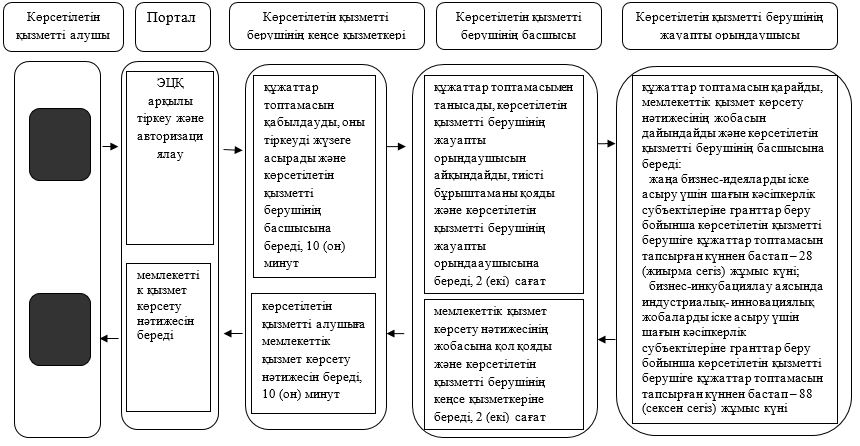 Көрсетілетін
қызметті алушы
Портал
Көрсетілетін қызметті
берушінің кеңсе қызметкері
Көрсетілетін қызметті
берушінің басшысы
Көрсетілетін қызметті берушінің
жауапты орындаушысы
ЭЦҚ
арқылы
тіркеу және
авторизаци
ялау
құжаттар
топтамасын
қабылдауды, оны
тіркеуді жүзеге
асырады және
көрсетілетін
қызметті
берушінің
басшысына
береді, 10 (он)
минут
құжаттар топтамасымен
танысады, көрсетілетін
қызметті берушінің
жауапты
орындаушысын
айқындайды, тиісті
бұрыштаманы қояды
және көрсетілетін
қызметті берушінің
жауапты
орындааушысына
береді, 2 (екі) сағат
құжаттар топтамасын қарайды,
мемлекеттік қызмет көрсету
нәтижесінің жобасын
дайындайды және көрсетілетін
қызметті берушінің басшысына
береді:
жаңа бизнес-идеяларды іске
асыру үшін шағын кәсіпкерлік
субъектілеріне гранттар беру
бойынша көрсетілетін қызметті
берушіге құжаттар топтамасын
тапсырған күннен бастап – 28
(жиырма сегіз) жұмыс күні;
бизнес-инкубациялау аясында
индустриалық-инновациялық
жобаларды іске асыру үшін
шағын кәсіпкерлік
субъектілеріне гранттар беру
бойынша көрсетілетін қызметті
берушіге құжаттар топтамасын
тапсырған күннен бастап – 88
(сексен сегіз) жұмыс күні
мемлекетті
к қызмет
көрсету
нәтижесін
береді
көрсетілетін
қызметті алушыға
мемлекеттік
қызмет көрсету
нәтижесін береді,
10 (он) минут
мемлекеттік қызмет
көрсету нәтижесінің
жобасына қол қояды
және көрсетілетін
қызметті берушінің
кеңсе қызметкеріне
береді, 2 (екі) сағат